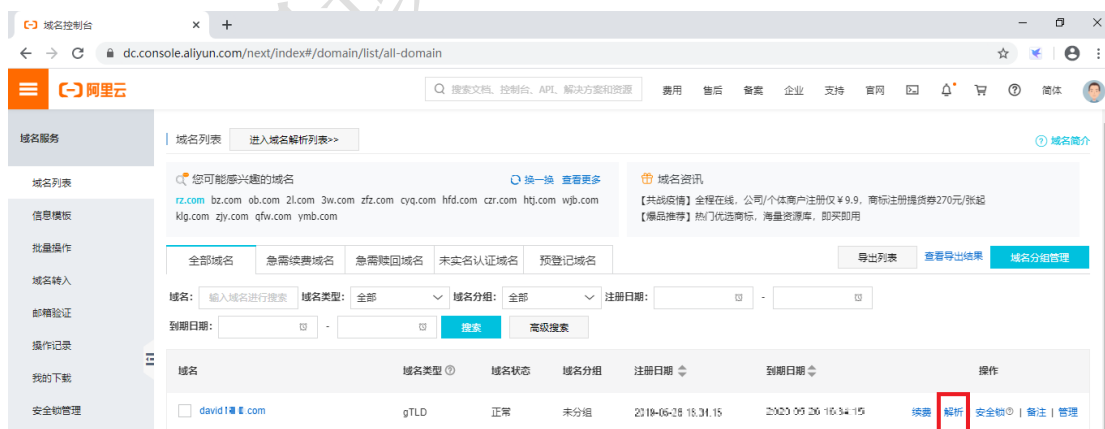 域名控制台
dc.console.aliyun.com/next/index#/domain/list/all-domain
阿里云 搜索文档、控制台、API、解决方案和资源 费用 售后 备案 企业 支持 官网 简体
域名服务 域名列表 进入域名解析列表>> 域名简介
域名列表
信息模板
批量操作
域名转入
邮箱验证
操作记录
我的下载
安全锁管理
您可能感兴趣的域名 换一换 查看更多
rz.com bz.com ob.com 2l.com 3w.com zfz.com cyq.com hfd.com czr.com htj.com wjb.com
klg.com zjy.com qfw.com ymb.com
域名资讯
【共战疫情】全程在线，公司/个体商户注册仅￥9.9，商标注册提货券270元/张起
【爆品推荐】热门优选商标，海量资源库，即买即用
全部域名 急需续费域名 急需赎回域名 未实名认证域名 预登记域名 导出列表 查看导出结果 域名分组管理
域名： 输入域名进行搜索 域名类型： 全部 域名分组： 全部 注册日期： -
到期日期： - 搜索 高级搜索
域名 域名类型 域名状态 域名分组 注册日期 到期日期 操作
gTLD 正常 未分组 续费 解析 安全锁 | 备注 | 管理